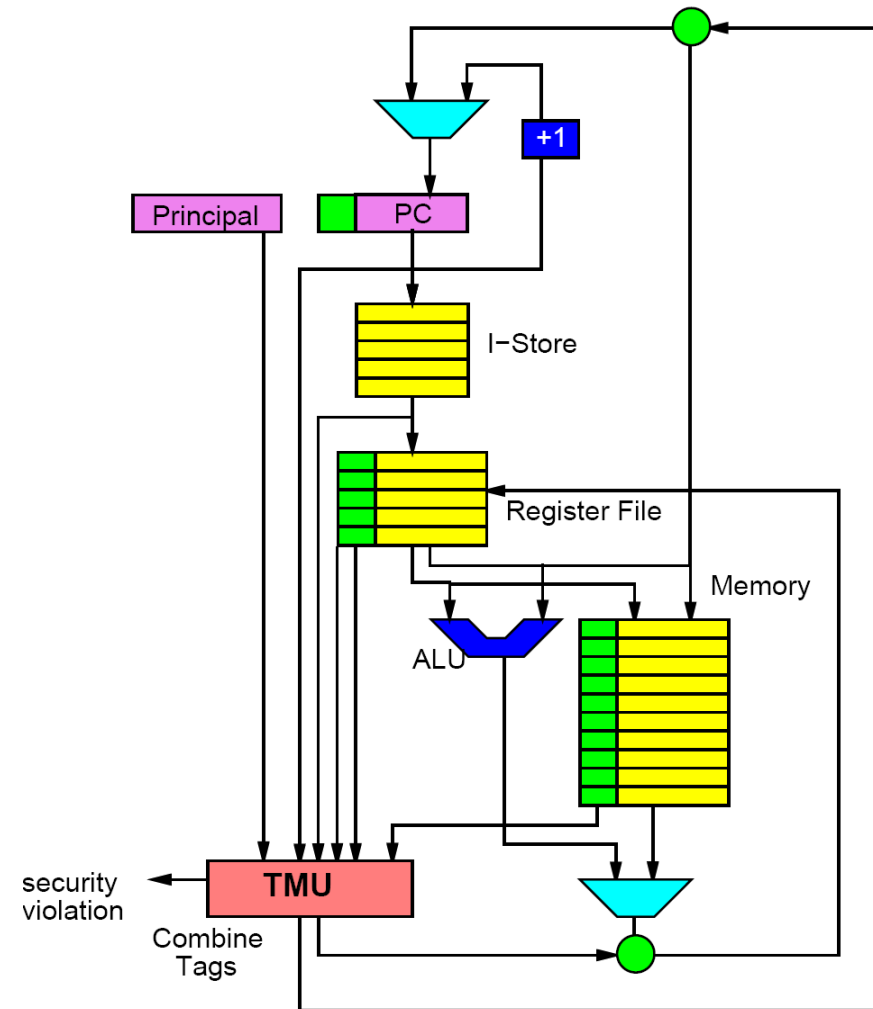 +1
Principal
PC
I−Store
Register File
Memory
ALU
TMU
security
violation
Combine
Tags